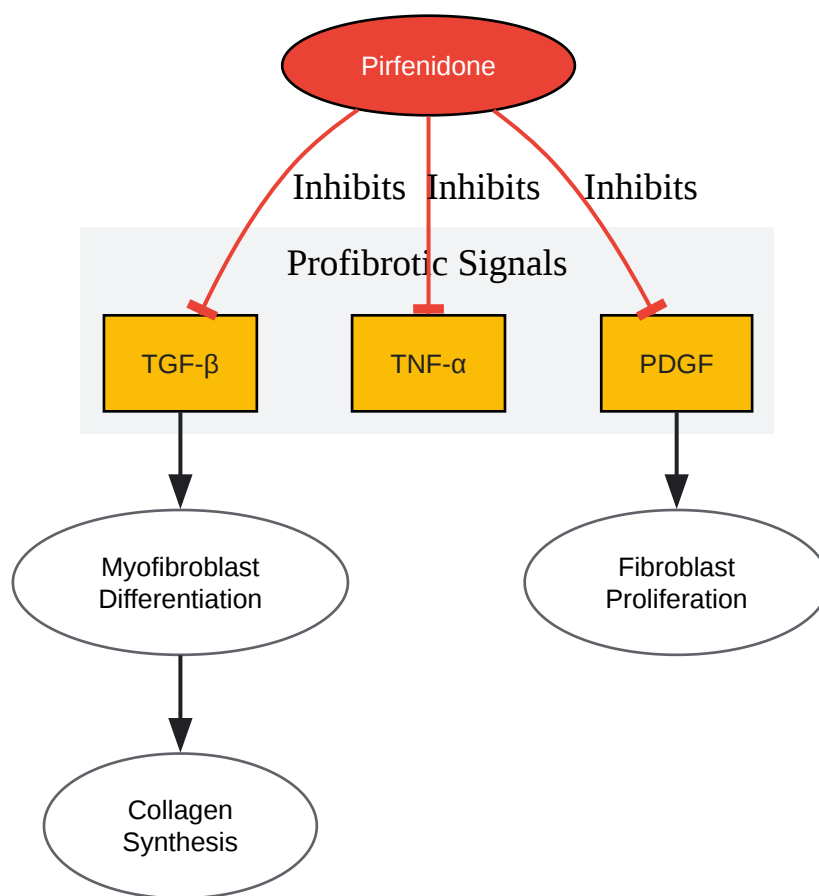 Pirfenidone
Inhibits
Inhibits
Inhibits
Profibrotic Signals
TGF-β
TNF-α
PDGF
Myofibroblast
Differentiation
Fibroblast
Proliferation
Collagen
Synthesis